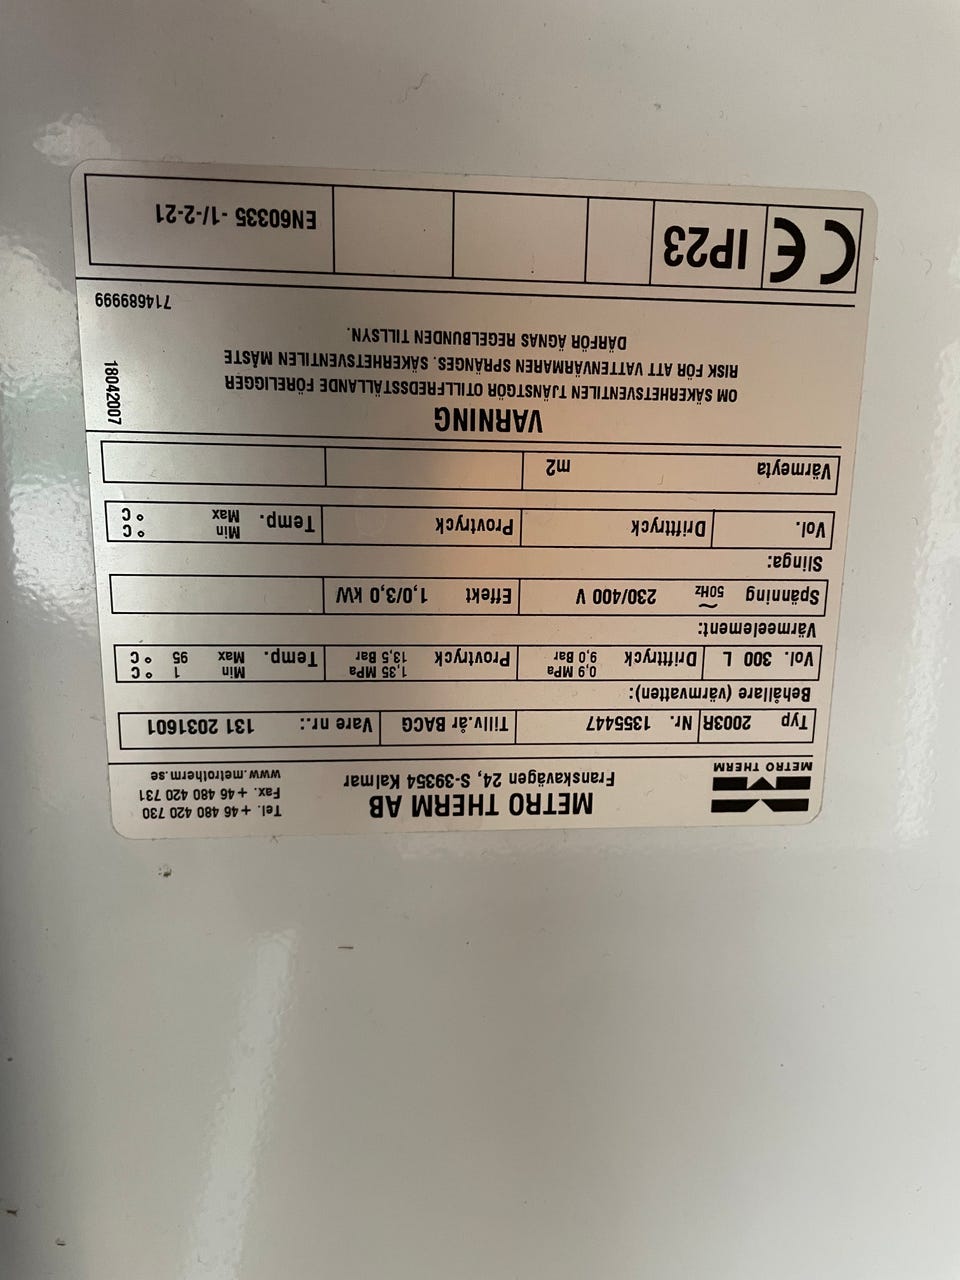 METRO THERM
METRO THERM AB
Franskavägen 24, S-39354 Kalmar
Tel. +46 480 420 730
Fax. +46 480 420 731
www.metrotherm.se
Typ 2003R Nr. 1355447 Tillv.år BACG Vare nr.: 131 2031601
Behållare (värmvatten):
Vol. 300 L Drifttryck 0,9 MPa 9,0 Bar Provtryck 1,35 MPa 13,5 Bar Temp. Min 1 °C Max 95 °C
Värmeelement:
Spänning 50Hz ~ 230/400 V Effekt 1,0/3,0 kW
Slinga:
Vol. Drifttryck Provtryck Temp. Min °C Max °C
Värmeyta m2
VARNING
OM SÄKERHETSVENTILEN TJÄNSTGÖR OTILLFREDSSTÄLLANDE FÖRELIGGER
RISK FÖR ATT VATTENVÄRMAREN SPRÄNGES. SÄKERHETSVENTILEN MÅSTE
DÄRFÖR ÄGNAS REGELBUNDEN TILLSYN.
18042007
714689999
CE IP23 EN60335 -1/-2-21